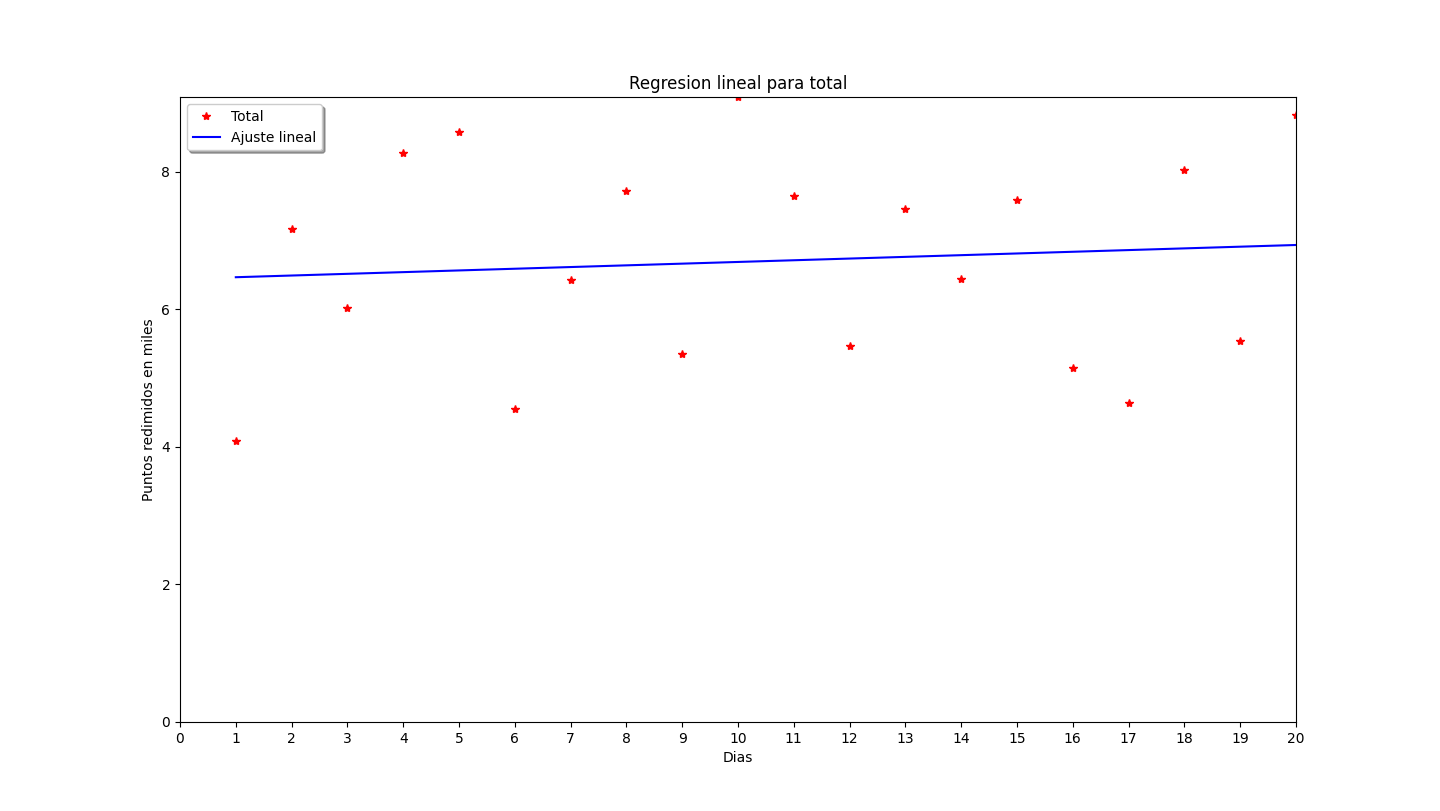 Regresion lineal para total
Total
Ajuste lineal
8
6
4
2
0
Puntos redimidos en miles
0 1 2 3 4 5 6 7 8 9 10 11 12 13 14 15 16 17 18 19 20
Dias